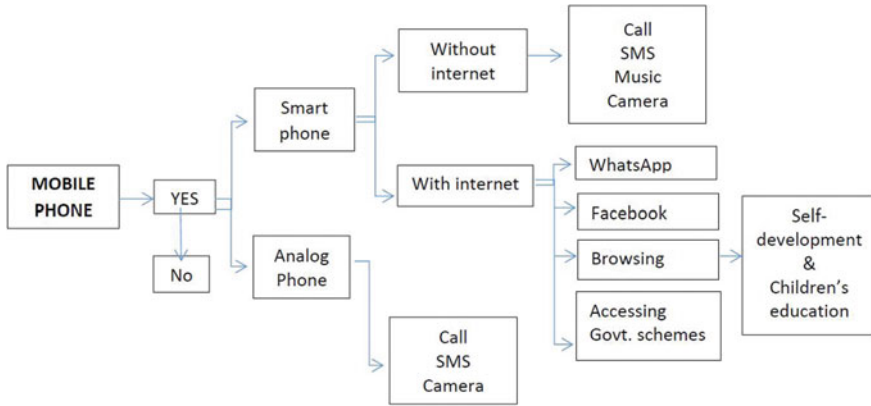 MOBILE
PHONE
YES
No
Smart
phone
Analog
Phone
Without
internet
With internet
Call
SMS
Music
Camera
WhatsApp
Facebook
Browsing
Accessing
Govt. schemes
Self-
development
&
Children’s
education
Call
SMS
Camera